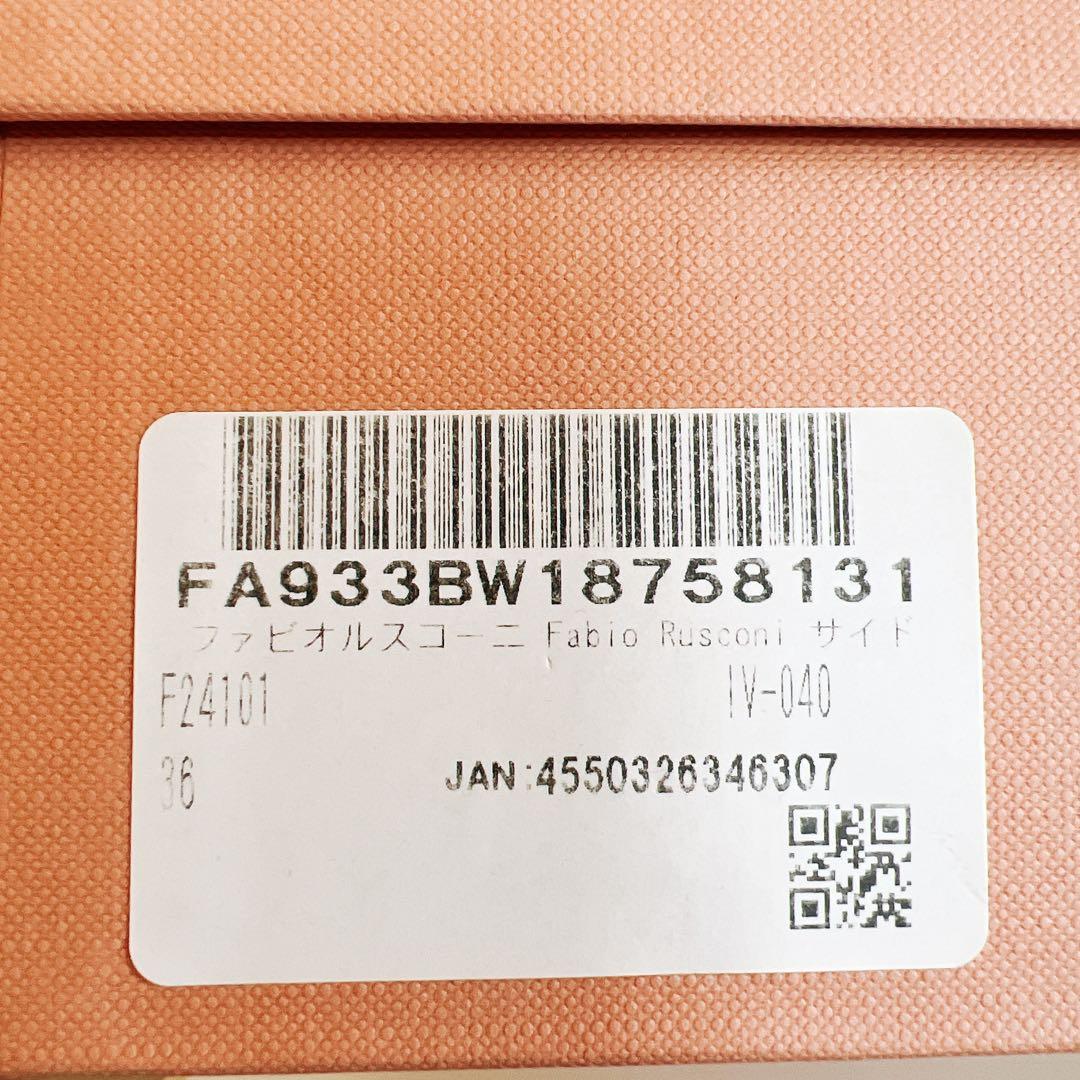 FA933BW18758131
ファビオルスコーニ Fabio Rusconi サイド
F24101 IV-040
36 JAN:4550326346307